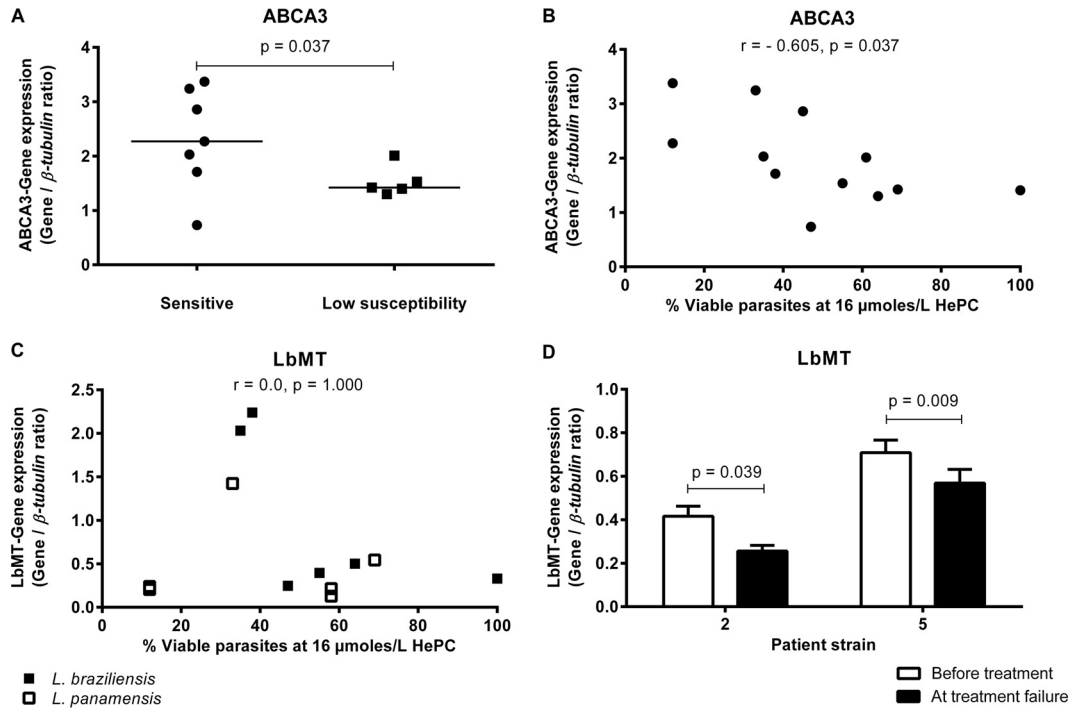 A
ABCA3
p = 0.037
ABCA3-Gene expression
(Gene / β-tubulin ratio)
4
3
2
1
0
Sensitive
Low susceptibility
B
ABCA3
r = - 0.605, p = 0.037
ABCA3-Gene expression
(Gene / β-tubulin ratio)
4
3
2
1
0
0 20 40 60 80 100
% Viable parasites at 16 µmoles/L HePC
C
LbMT
r = 0.0, p = 1.000
LbMT-Gene expression
(Gene / β-tubulin ratio)
2.5
2.0
1.5
1.0
0.5
0.0
0 20 40 60 80 100
% Viable parasites at 16 µmoles/L HePC
L. braziliensis
L. panamensis
D
LbMT
p = 0.039
p = 0.009
LbMT-Gene expression
(Gene / β-tubulin ratio)
1.0
0.8
0.6
0.4
0.2
0.0
2 5
Patient strain
Before treatment
At treatment failure